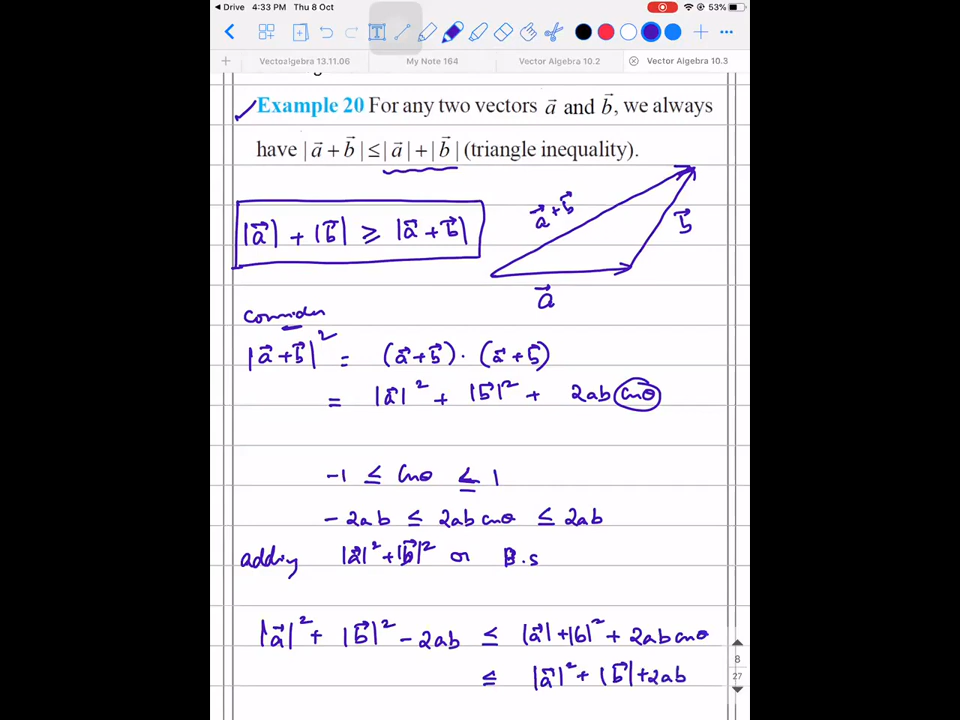 Drive 4:33 PM Thu 8 Oct 53%
Vectoalgebra 13.11.06 My Note 164 Vector Algebra 10.2 Vector Algebra 10.3
Example 20 For any two vectors a⃗ and b⃗, we always
have |a⃗ + b⃗| ≤ |a⃗| + |b⃗| (triangle inequality).
|a⃗| + |b⃗| ≥ |a⃗ + b⃗|
a⃗ + b⃗
b⃗
a⃗
consider
|a⃗ + b⃗|² = (a⃗ + b⃗) · (a⃗ + b⃗)
= |a⃗|² + |b⃗|² + 2ab cosθ
-1 ≤ cosθ ≤ 1
- 2ab ≤ 2ab cosθ ≤ 2ab
adding |a⃗|² + |b⃗|² or B.S
|a⃗|² + |b⃗|² - 2ab ≤ |a⃗| + |b|² + 2ab cosθ
≤ |a⃗|² + |b⃗| + 2ab
8
27